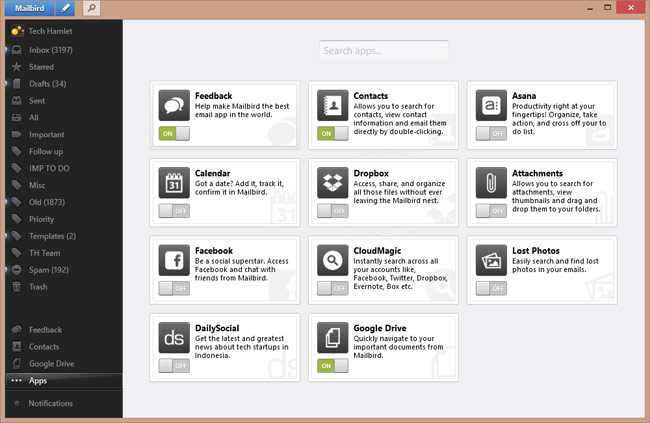 Mailbird
Tech Hamlet
Inbox (3197)
Starred
Drafts (34)
Sent
All
Important
Follow up
IMP TO DO
Misc
Old (1873)
Priority
Templates (2)
TH Team
Spam (192)
Trash
Feedback
Contacts
Google Drive
Apps
Notifications
Search apps...
Feedback
Help make Mailbird the best
email app in the world.
ON
Contacts
Allows you to search for
contacts, view contact
information and email them
directly by double-clicking.
ON
Asana
Productivity right at your
fingertips! Organize, take
action, and cross off your to
do list.
a:
OFF
Calendar
Got a date? Add it, track it,
confirm it in Mailbird.
31
OFF
Dropbox
Access, share, and organize
all those files without ever
leaving the Mailbird nest.
OFF
Attachments
Allows you to search for
attachments, view
thumbnails and drag and
drop them to your folders.
OFF
Facebook
Be a social superstar. Access
Facebook and chat with
friends from Mailbird.
f
OFF
CloudMagic
Instantly search across all
your accounts like,
Facebook, Twitter, Dropbox,
Evernote, Box etc.
OFF
Lost Photos
Easily search and find lost
photos in your emails.
OFF
DailySocial
Get the latest and greatest
news about tech startups in
Indonesia.
ds
OFF
ds
Google Drive
Quickly navigate to your
important documents from
Mailbird.
ON